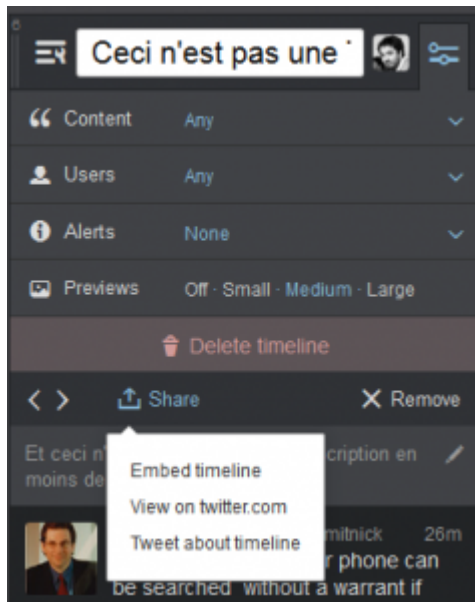 Ceci n'est pas une
Content Any
Users Any
Alerts None
Previews Off · Small · Medium · Large
Delete timeline
Share Remove
Et ceci n' cription en
moins de
Embed timeline
View on twitter.com
Tweet about timeline
mitnick 26m
r phone can
be searched without a warrant if